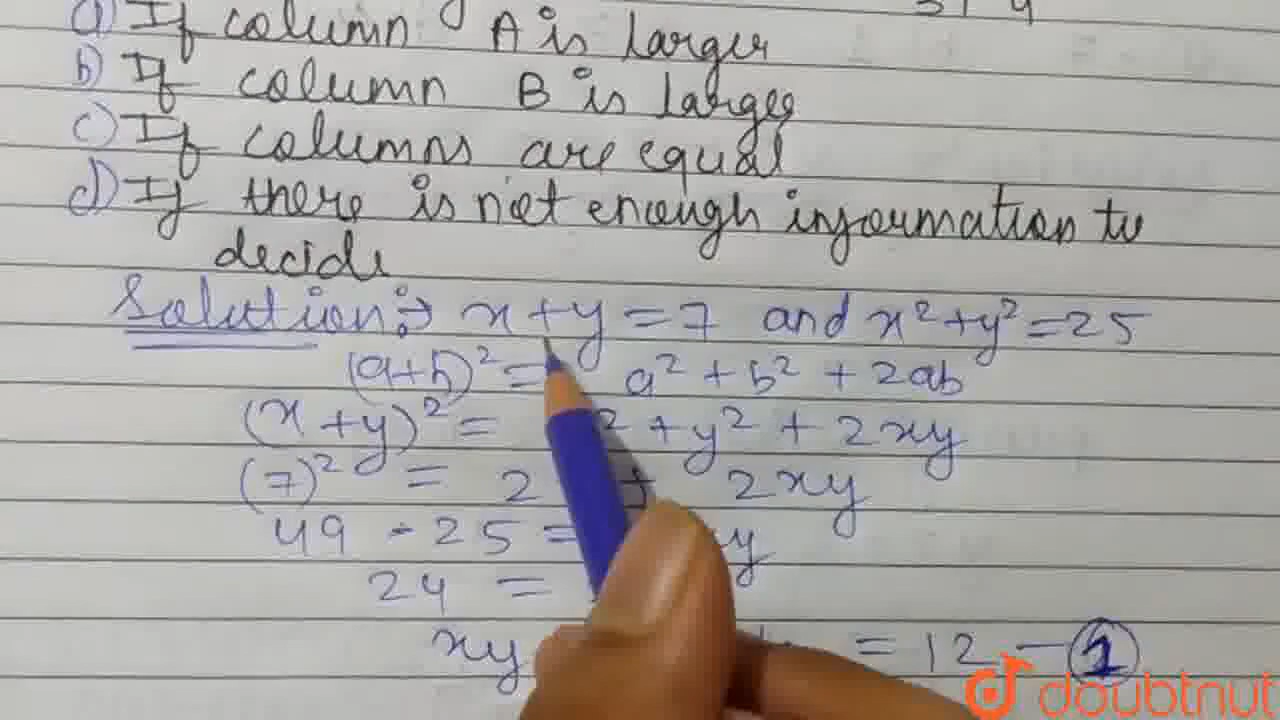 a) If column A is larger
b) If column B is larger
c) If columns are equal
d) If there is not enough information to
decide
Solution:→ x+y=7 and x²+y²=25
(a+b)² = a² + b² + 2ab
(x+y)² = ² + y² + 2xy
(7)² = 2 + 2xy
49 - 25 = y
24 =
xy = 12 - ①
doubtnut